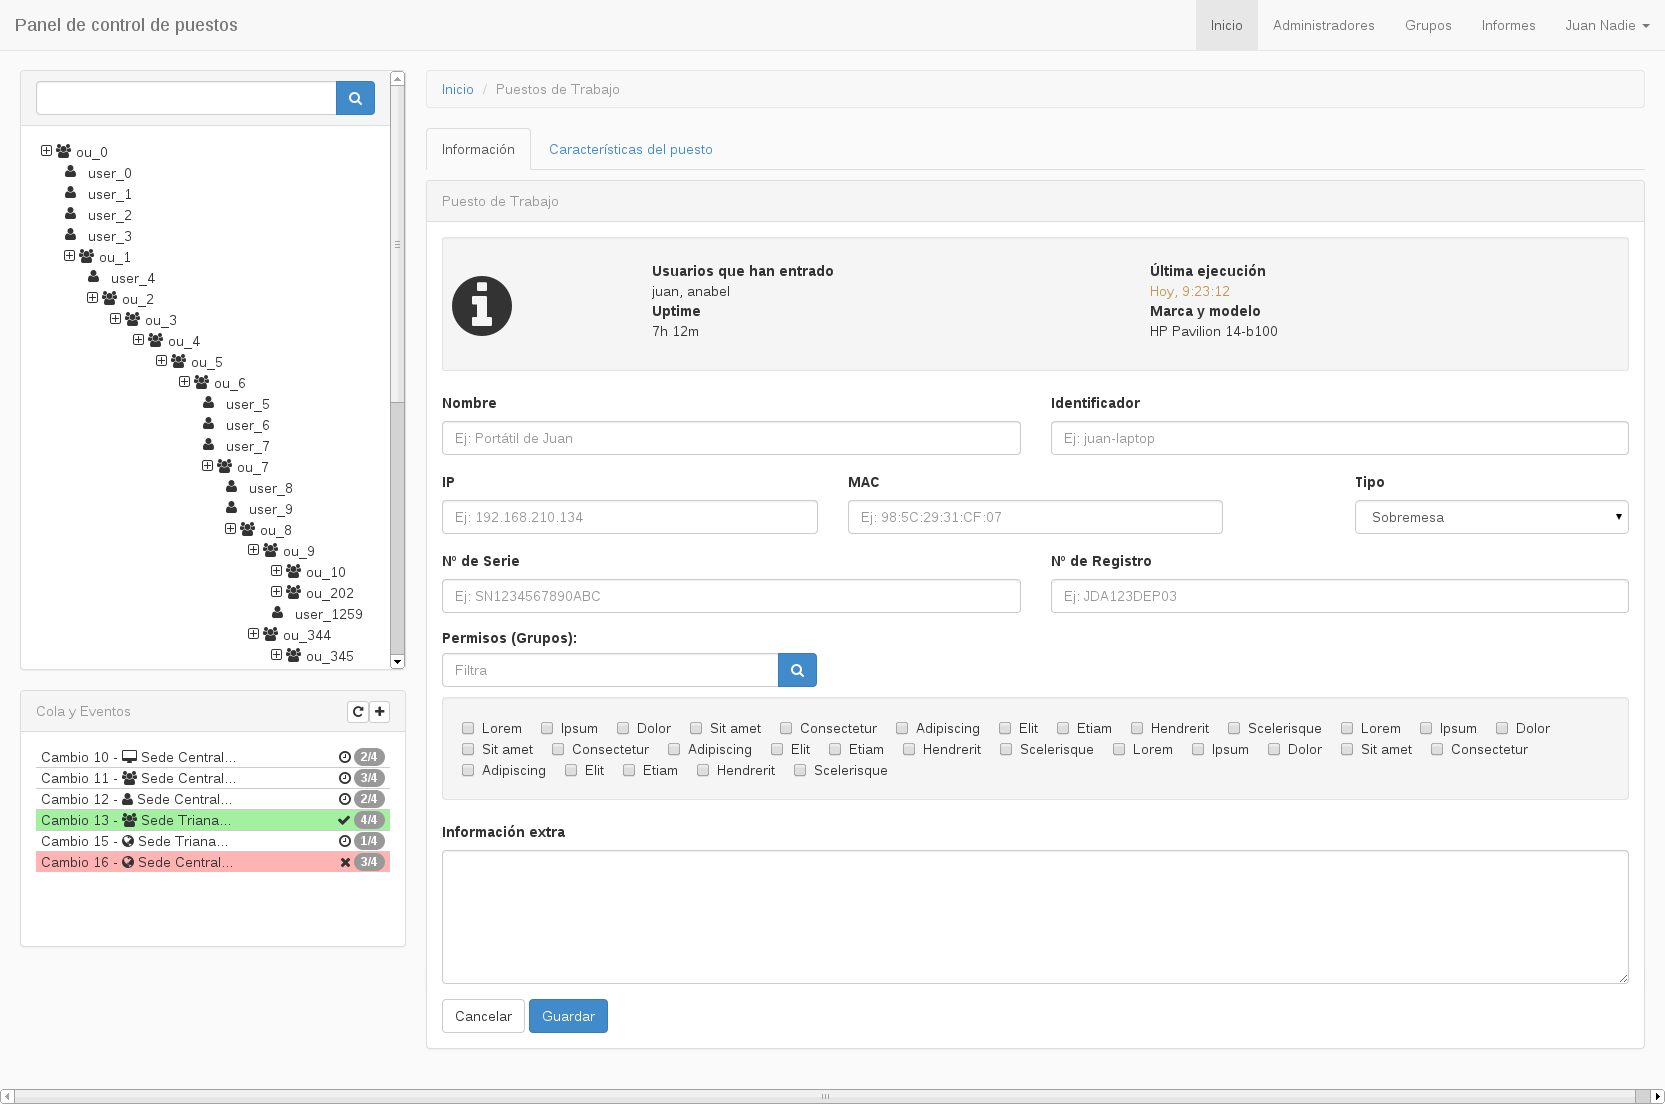 Panel de control de puestos
Inicio Administradores Grupos Informes Juan Nadie
ou_0
user_0
user_1
user_2
user_3
ou_1
user_4
ou_2
ou_3
ou_4
ou_5
ou_6
user_5
user_6
user_7
ou_7
user_8
user_9
ou_8
ou_9
ou_10
ou_202
user_1259
ou_344
ou_345
Cola y Eventos
Cambio 10 - Sede Central... 2/4
Cambio 11 - Sede Central... 3/4
Cambio 12 - Sede Central... 2/4
Cambio 13 - Sede Triana... 4/4
Cambio 15 - Sede Triana... 1/4
Cambio 16 - Sede Central... 3/4
Inicio / Puestos de Trabajo
Información Características del puesto
Puesto de Trabajo
Usuarios que han entrado
juan, anabel
Uptime
7h 12m
Última ejecución
Hoy, 9:23:12
Marca y modelo
HP Pavilion 14-b100
Nombre Identificador
Ej: Portátil de Juan Ej: juan-laptop
IP MAC Tipo
Ej: 192.168.210.134 Ej: 98:5C:29:31:CF:07 Sobremesa
Nº de Serie Nº de Registro
Ej: SN1234567890ABC Ej: JDA123DEP03
Permisos (Grupos):
Filtra
Lorem Ipsum Dolor Sit amet Consectetur Adipiscing Elit Etiam Hendrerit Scelerisque Lorem Ipsum Dolor
Sit amet Consectetur Adipiscing Elit Etiam Hendrerit Scelerisque Lorem Ipsum Dolor Sit amet Consectetur
Adipiscing Elit Etiam Hendrerit Scelerisque
Información extra
Cancelar Guardar